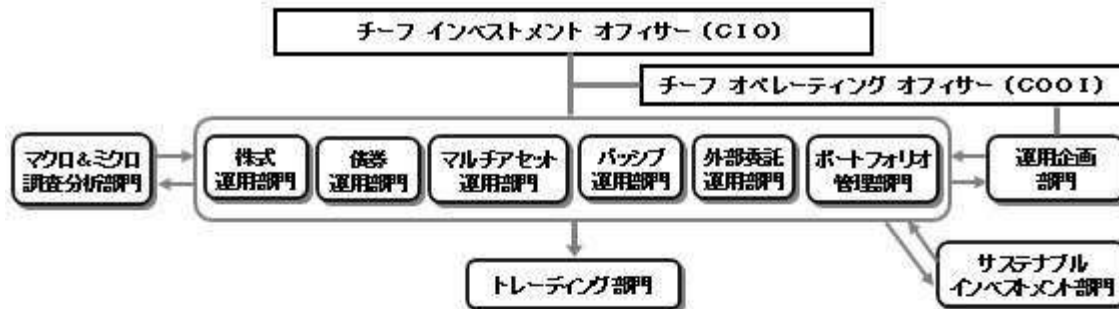 チーフ インベストメント オフィサー (CIO)
チーフ オペレーティング オフィサー (COOI)
マクロ&ミクロ
調査分析部門
株式
運用部門
債券
運用部門
マルチアセット
運用部門
パッシブ
運用部門
外部委託
運用部門
ポートフォリオ
管理部門
運用企画
部門
トレーディング部門
サステナブル
インベストメント部門